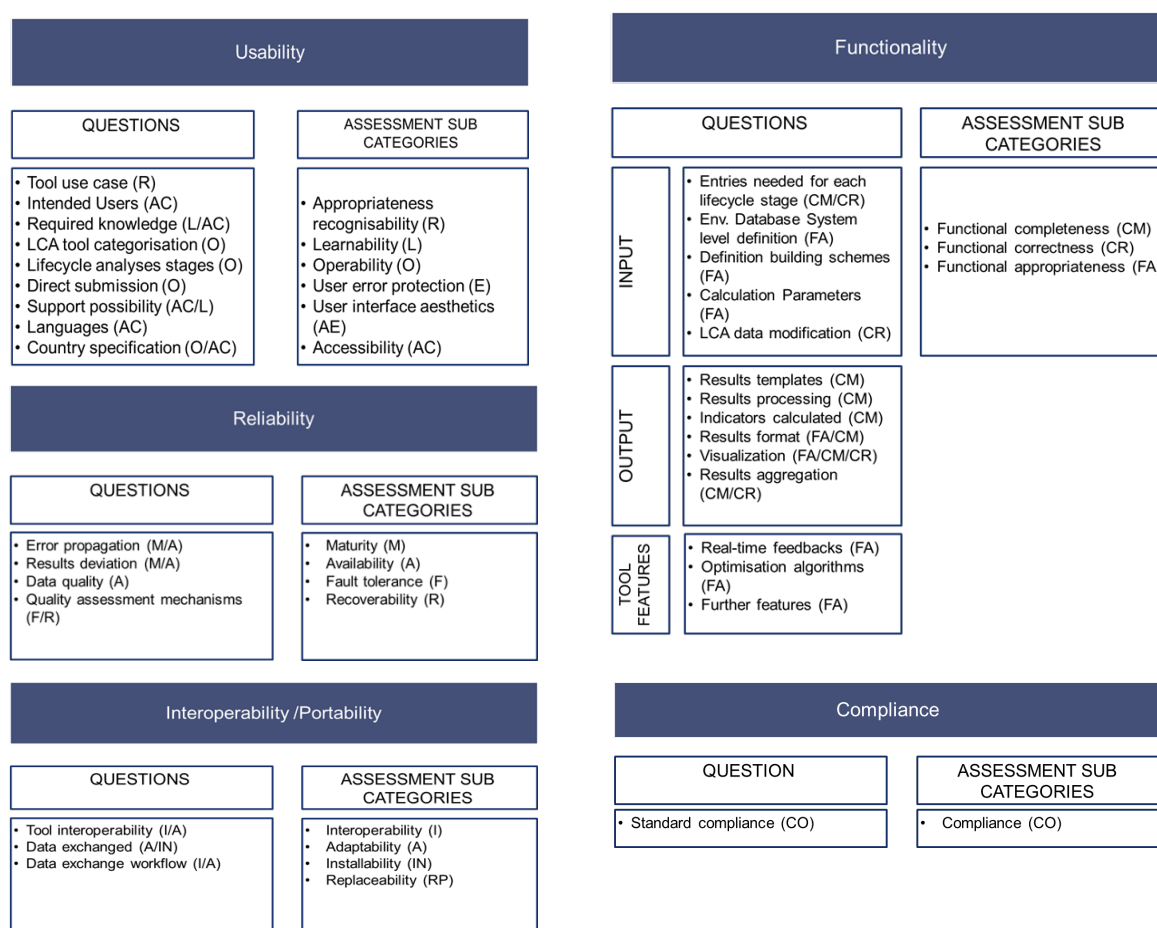 Usability
QUESTIONS
ASSESSMENT SUB
CATEGORIES
• Tool use case (R)
• Intended Users (AC)
• Required knowledge (L/AC)
• LCA tool categorisation (O)
• Lifecycle analyses stages (O)
• Direct submission (O)
• Support possibility (AC/L)
• Languages (AC)
• Country specification (O/AC)
• Appropriateness
recognisability (R)
• Learnability (L)
• Operability (O)
• User error protection (E)
• User interface aesthetics
(AE)
• Accessibility (AC)
Reliability
QUESTIONS
ASSESSMENT SUB
CATEGORIES
• Error propagation (M/A)
• Results deviation (M/A)
• Data quality (A)
• Quality assessment mechanisms
(F/R)
• Maturity (M)
• Availability (A)
• Fault tolerance (F)
• Recoverability (R)
Interoperability /Portability
QUESTIONS
ASSESSMENT SUB
CATEGORIES
• Tool interoperability (I/A)
• Data exchanged (A/IN)
• Data exchange workflow (I/A)
• Interoperability (I)
• Adaptability (A)
• Installability (IN)
• Replaceability (RP)
Functionality
QUESTIONS
ASSESSMENT SUB
CATEGORIES
INPUT
• Entries needed for each
lifecycle stage (CM/CR)
• Env. Database System
level definition (FA)
• Definition building schemes
(FA)
• Calculation Parameters
(FA)
• LCA data modification (CR)
• Functional completeness (CM)
• Functional correctness (CR)
• Functional appropriateness (FA
OUTPUT
• Results templates (CM)
• Results processing (CM)
• Indicators calculated (CM)
• Results format (FA/CM)
• Visualization (FA/CM/CR)
• Results aggregation
(CM/CR)
TOOL
FEATURES
• Real-time feedbacks (FA)
• Optimisation algorithms
(FA)
• Further features (FA)
Compliance
QUESTION
ASSESSMENT SUB
CATEGORIES
• Standard compliance (CO)
• Compliance (CO)